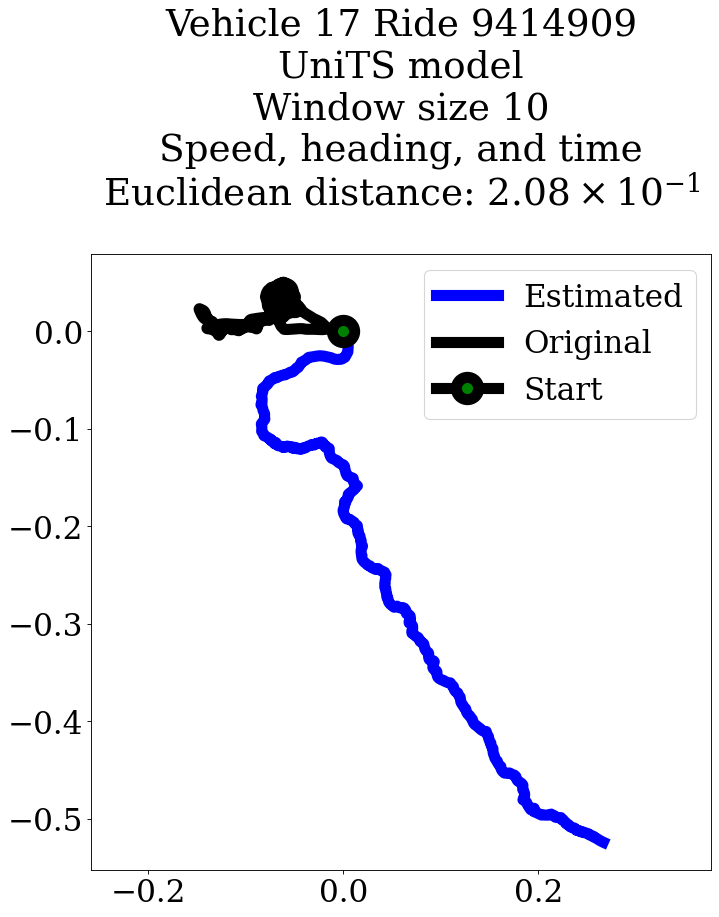 Vehicle 17 Ride 9414909
UniTS model
Window size 10
Speed, heading, and time
Euclidean distance: 2.08 × 10⁻¹
Estimated
Original
Start
0.0
−0.1
−0.2
−0.3
−0.4
−0.5
−0.2 0.0 0.2